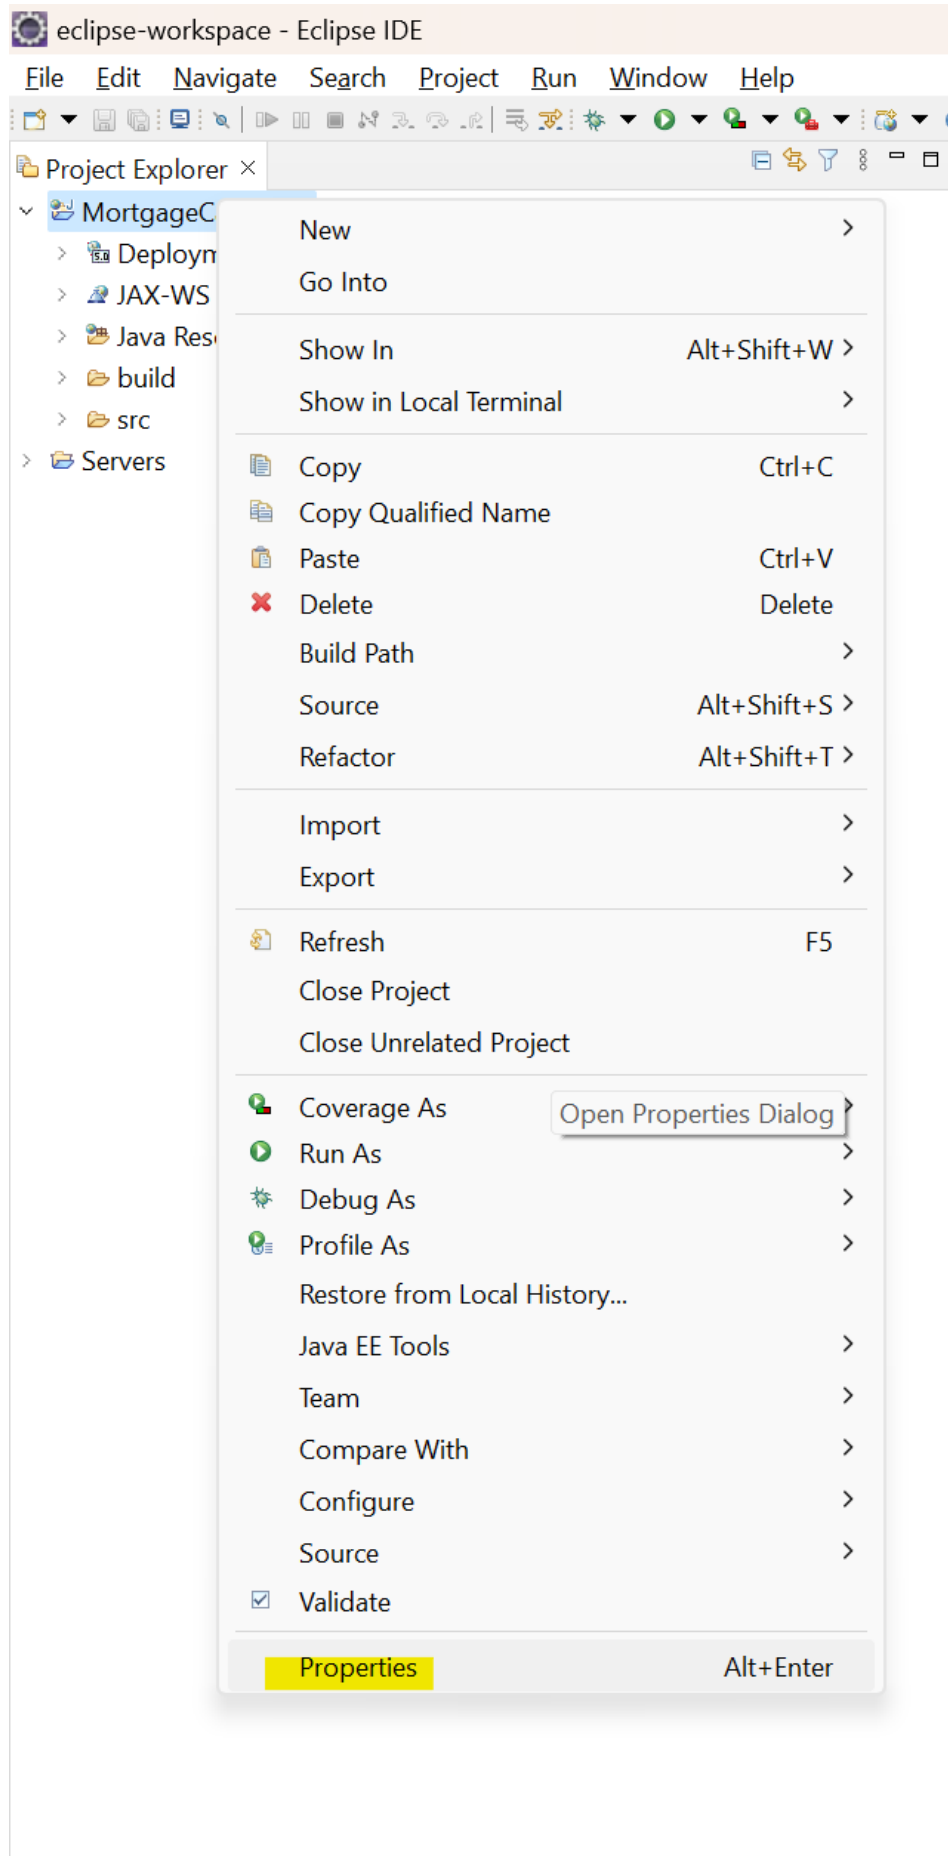 eclipse-workspace - Eclipse IDE
File Edit Navigate Search Project Run Window Help
Project Explorer
MortgageC
Deploym
JAX-WS
Java Res
build
src
Servers
New
Go Into
Show In Alt+Shift+W
Show in Local Terminal
Copy Ctrl+C
Copy Qualified Name
Paste Ctrl+V
Delete Delete
Build Path
Source Alt+Shift+S
Refactor Alt+Shift+T
Import
Export
Refresh F5
Close Project
Close Unrelated Project
Coverage As
Open Properties Dialog
Run As
Debug As
Profile As
Restore from Local History...
Java EE Tools
Team
Compare With
Configure
Source
Validate
Properties Alt+Enter